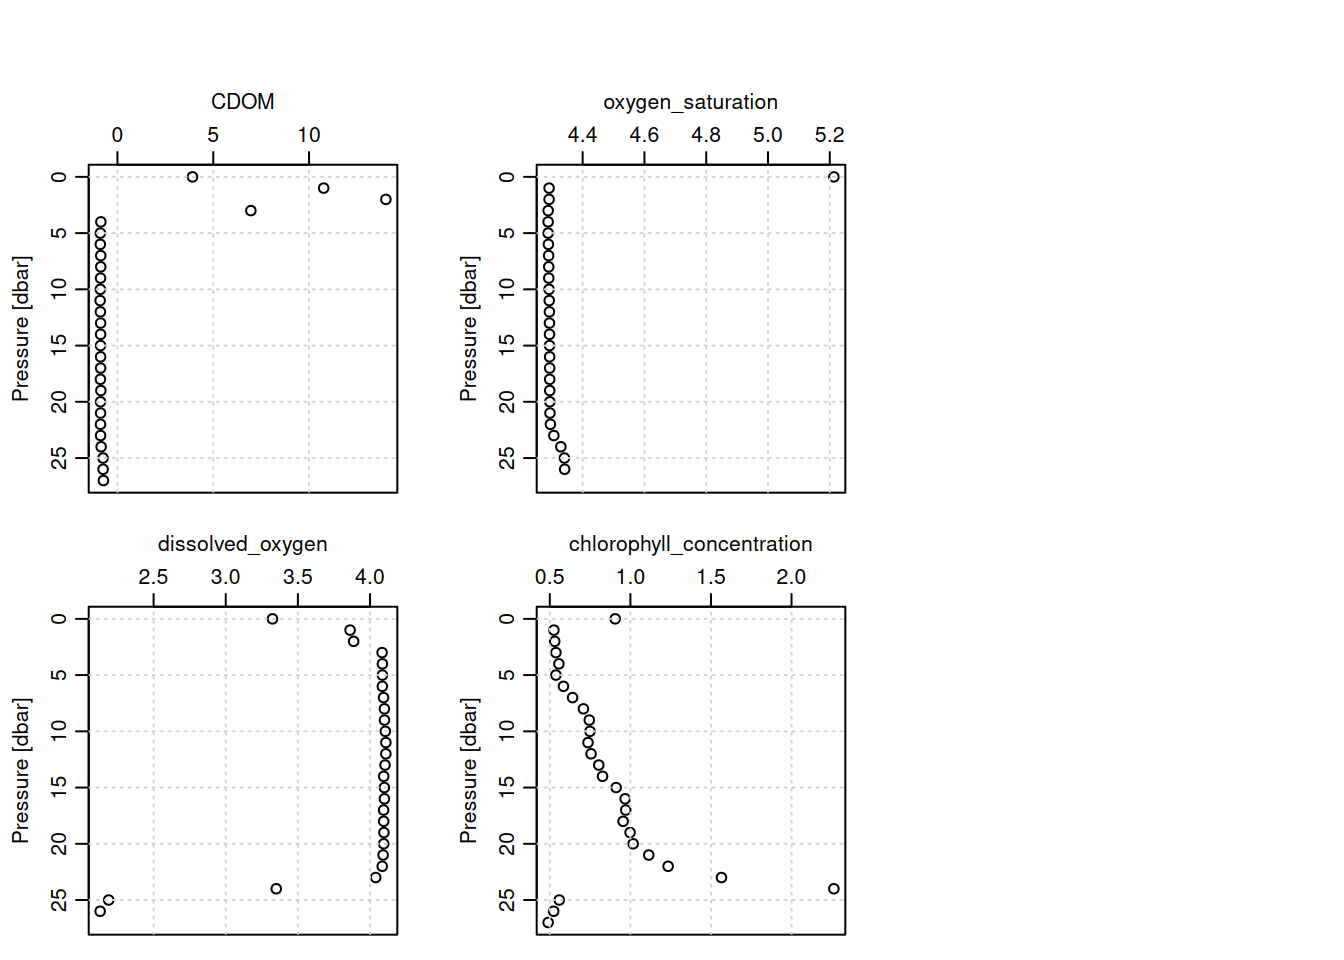 CDOM
0 5 10
Pressure [dbar]
0 5 10 15 20 25
oxygen_saturation
4.4 4.6 4.8 5.0 5.2
Pressure [dbar]
0 5 10 15 20 25
dissolved_oxygen
2.5 3.0 3.5 4.0
Pressure [dbar]
0 5 10 15 20 25
chlorophyll_concentration
0.5 1.0 1.5 2.0
Pressure [dbar]
0 5 10 15 20 25